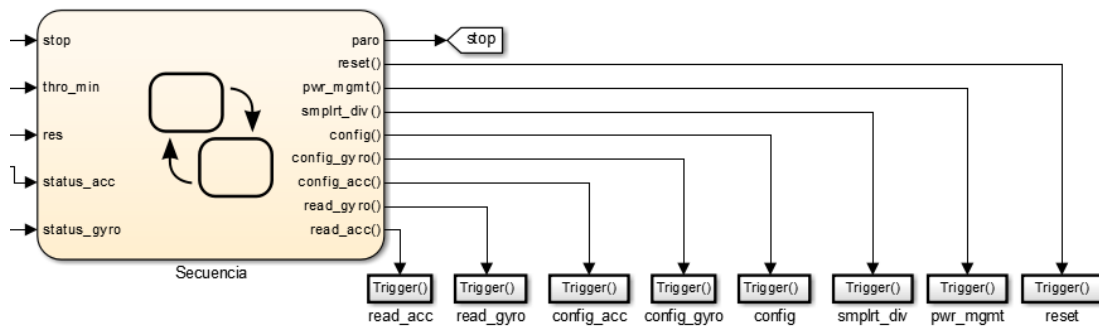 stop
thro_min
res
status_acc
status_gyro
paro
reset()
pwr_mgmt()
smplrt_div()
config()
config_gyro()
config_acc()
read_gyro()
read_acc()
stop
Secuencia
Trigger()
Trigger()
Trigger()
Trigger()
Trigger()
Trigger()
Trigger()
Trigger()
read_acc
read_gyro
config_acc
config_gyro
config
smplrt_div
pwr_mgmt
reset